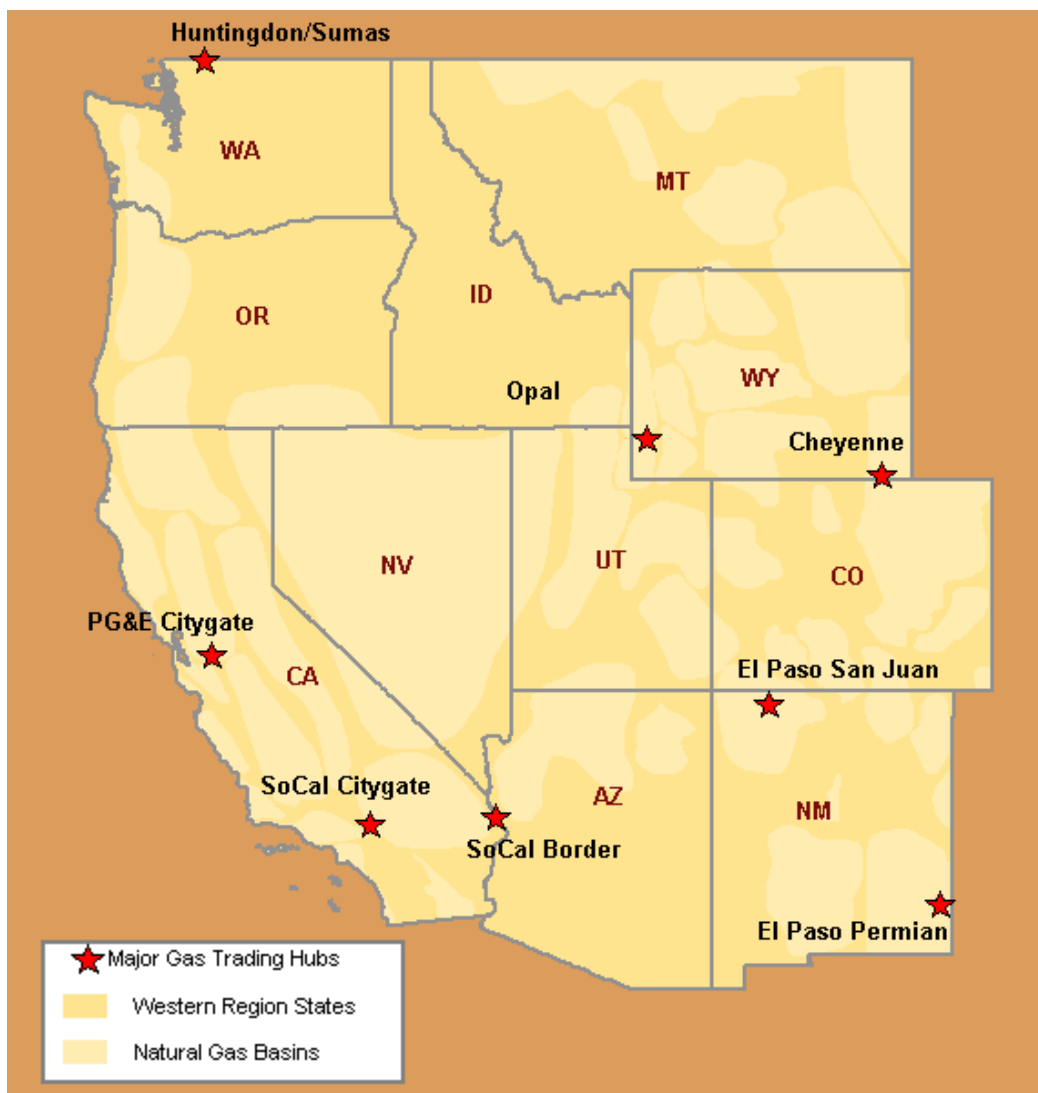 Huntingdon/Sumas
WA
MT
ID
OR
WY
Opal
Cheyenne
NV
UT
CO
PG&E Citygate
CA
El Paso San Juan
SoCal Citygate
AZ
NM
SoCal Border
El Paso Permian
Major Gas Trading Hubs
Western Region States
Natural Gas Basins